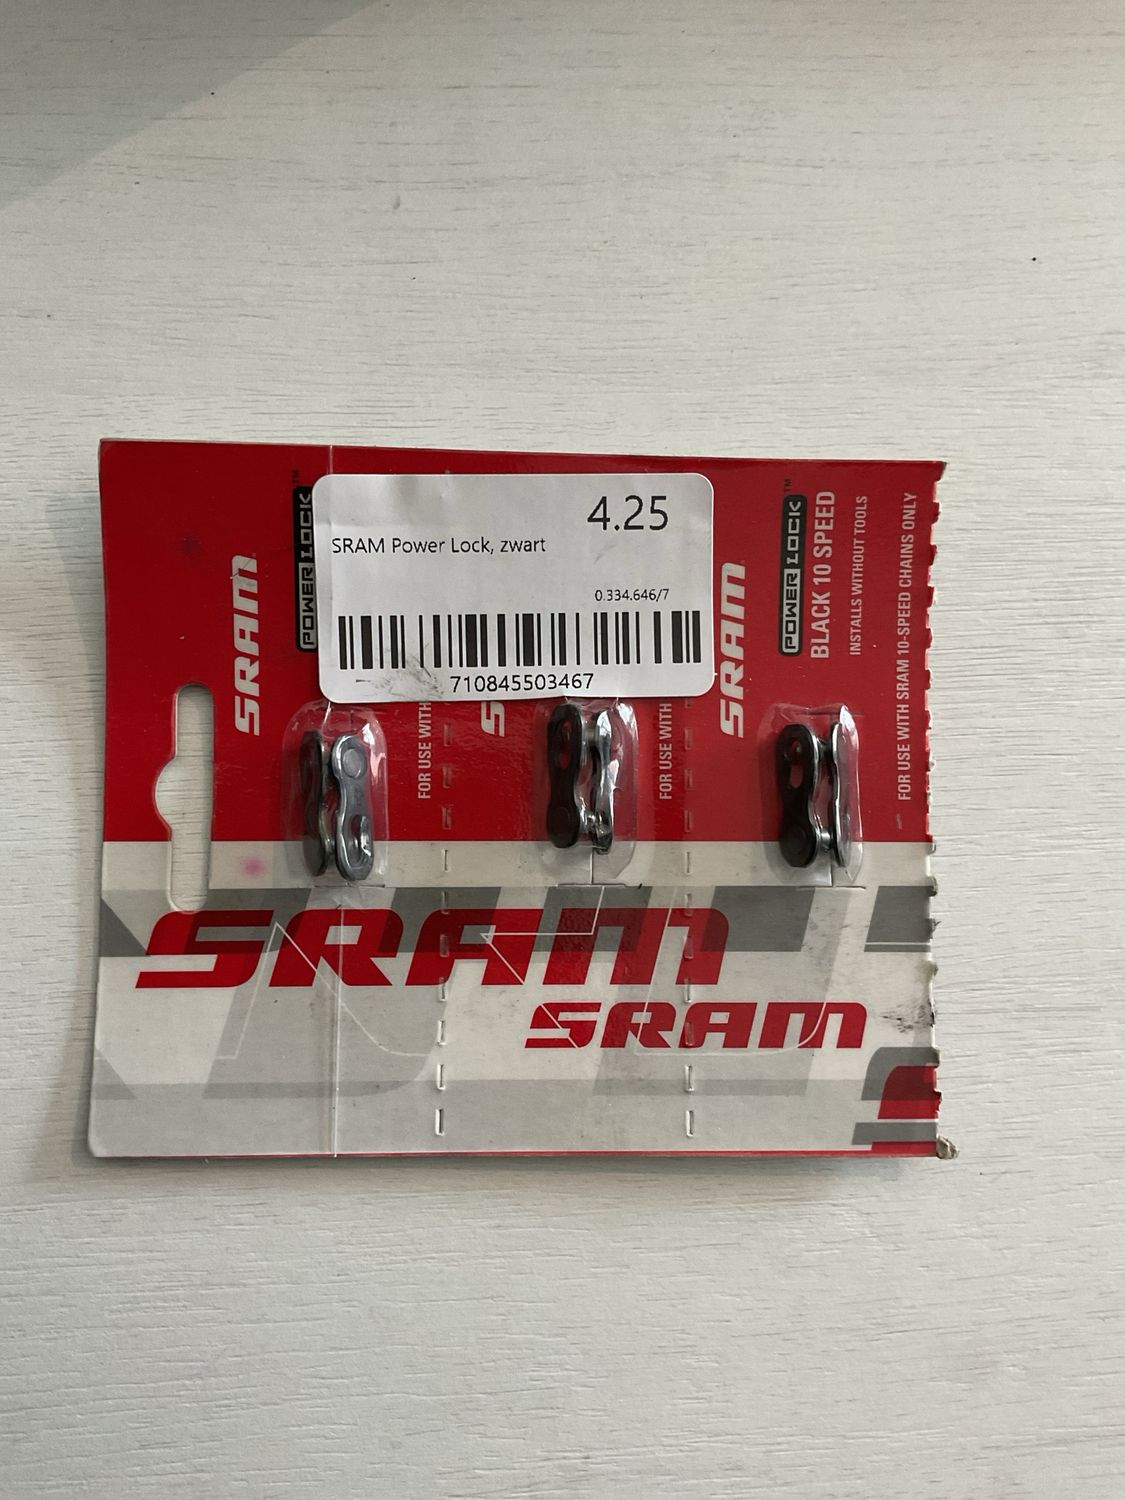 4.25
SRAM Power Lock, zwart
0.334.646/7
710845503467
SRAM
POWER LOCK
FOR USE WITH
S
FOR USE WITH
SRAM
POWER LOCK™
BLACK 10 SPEED
INSTALLS WITHOUT TOOLS
FOR USE WITH SRAM 10-SPEED CHAINS ONLY
SRAM
SRAM